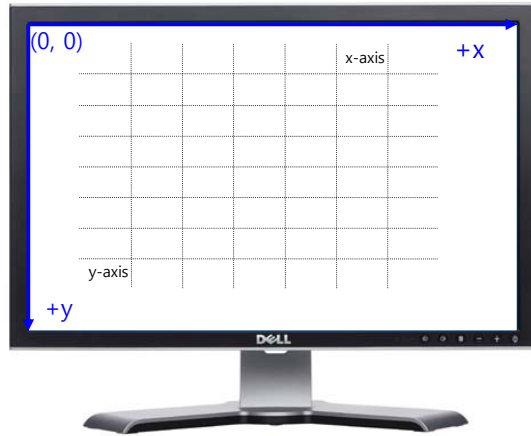 (0, 0)
+x
x-axis
y-axis
+y
DELL